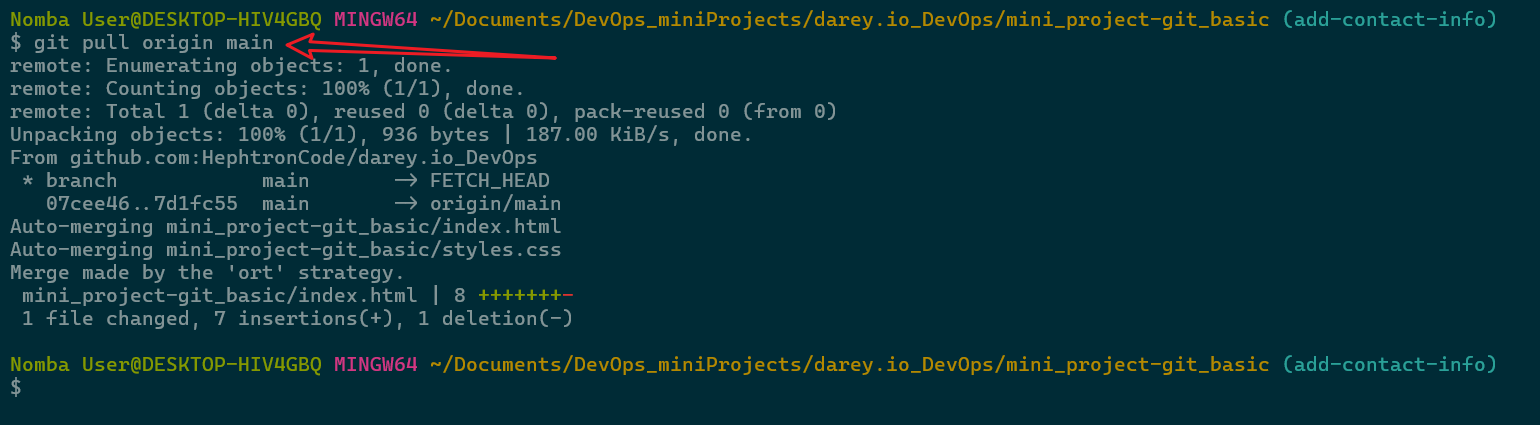 Nomba User@DESKTOP-HIV4GBQ MINGW64 ~/Documents/DevOps_miniProjects/darey.io_DevOps/mini_project-git_basic (add-contact-info)
$ git pull origin main
remote: Enumerating objects: 1, done.
remote: Counting objects: 100% (1/1), done.
remote: Total 1 (delta 0), reused 0 (delta 0), pack-reused 0 (from 0)
Unpacking objects: 100% (1/1), 936 bytes | 187.00 KiB/s, done.
From github.com:HephtronCode/darey.io_DevOps
 * branch            main       -> FETCH_HEAD
   07cee46..7d1fc55  main       -> origin/main
Auto-merging mini_project-git_basic/index.html
Auto-merging mini_project-git_basic/styles.css
Merge made by the 'ort' strategy.
 mini_project-git_basic/index.html | 8 +++++++-
 1 file changed, 7 insertions(+), 1 deletion(-)
Nomba User@DESKTOP-HIV4GBQ MINGW64 ~/Documents/DevOps_miniProjects/darey.io_DevOps/mini_project-git_basic (add-contact-info)
$